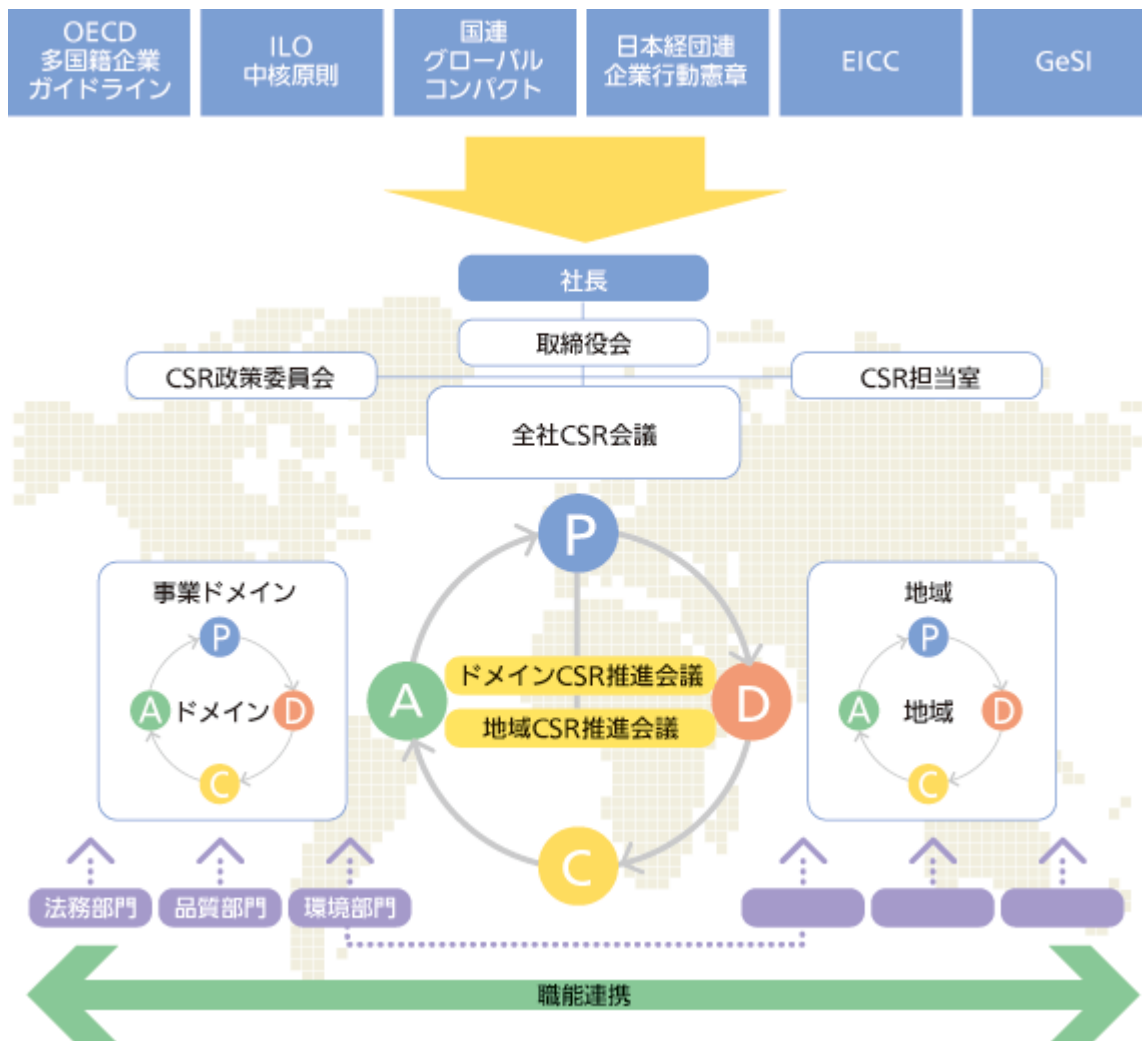 OECD
多国籍企業
ガイドライン
ILO
中核原則
国連
グローバル
コンパクト
日本経団連
企業行動憲章
EICC
GeSI
社長
取締役会
CSR政策委員会
CSR担当室
全社CSR会議
P
事業ドメイン
P
A
ドメイン
D
C
A
ドメインCSR推進会議
地域CSR推進会議
D
C
地域
P
A
地域
D
C
法務部門
品質部門
環境部門
職能連携